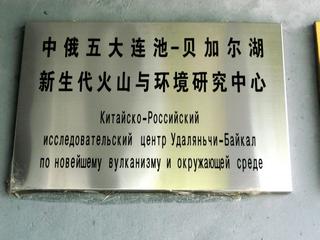 中俄五大连池-贝加尔湖
新生代火山与环境研究中心
Китайско-Российский
исследовательский центр Удаляньчи-Байкал
по новейшему вулканизму и окружающей среде